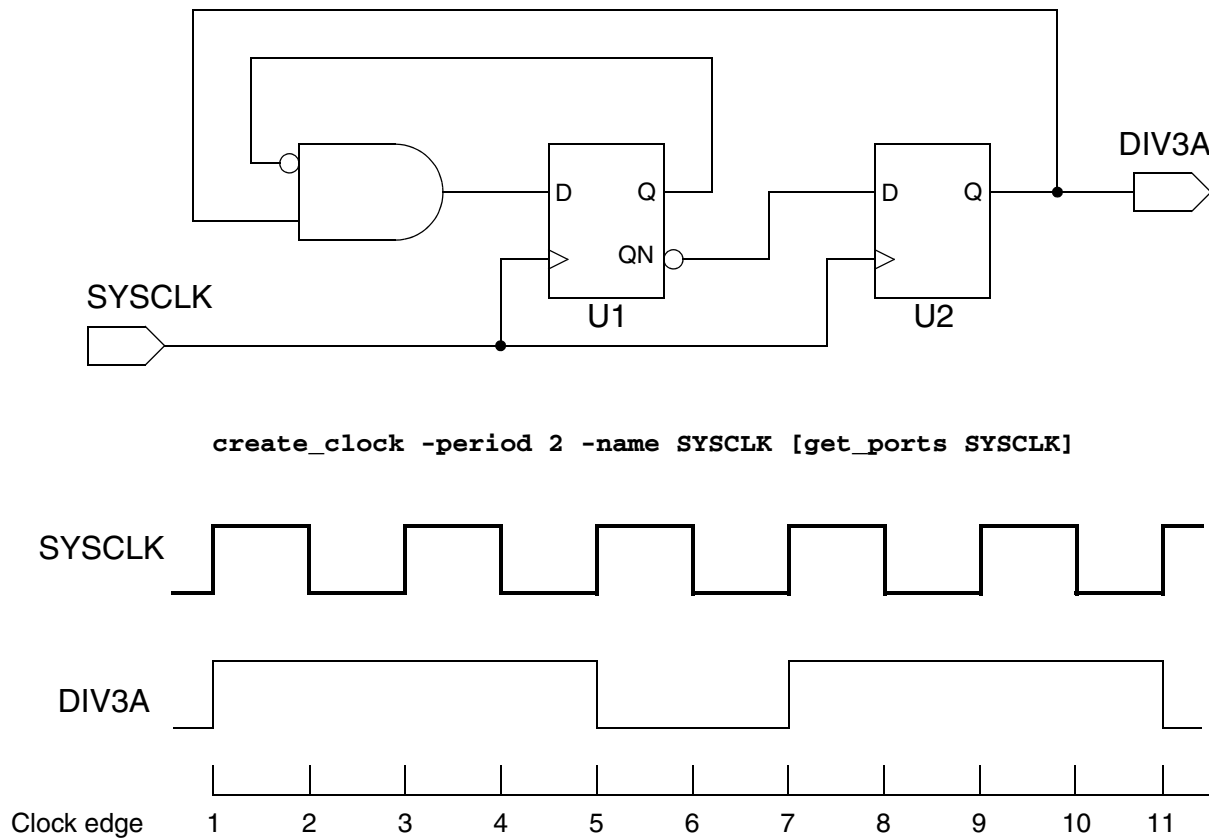 DIV3A
D Q D Q
QN
SYSCLK
U1 U2
create_clock -period 2 -name SYSCLK [get_ports SYSCLK]
SYSCLK
DIV3A
Clock edge 1 2 3 4 5 6 7 8 9 10 11